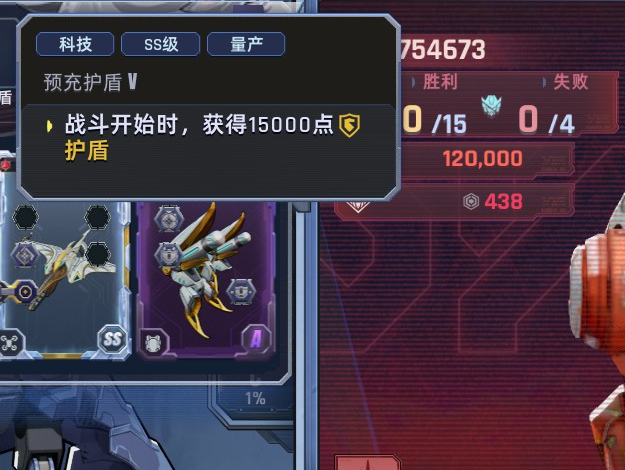 科技 SS级 量产
预充护盾 V
战斗开始时，获得15000点
护盾
盾
754673
胜利 失败
0 /15 0 /4
120,000
438
SS A
1%